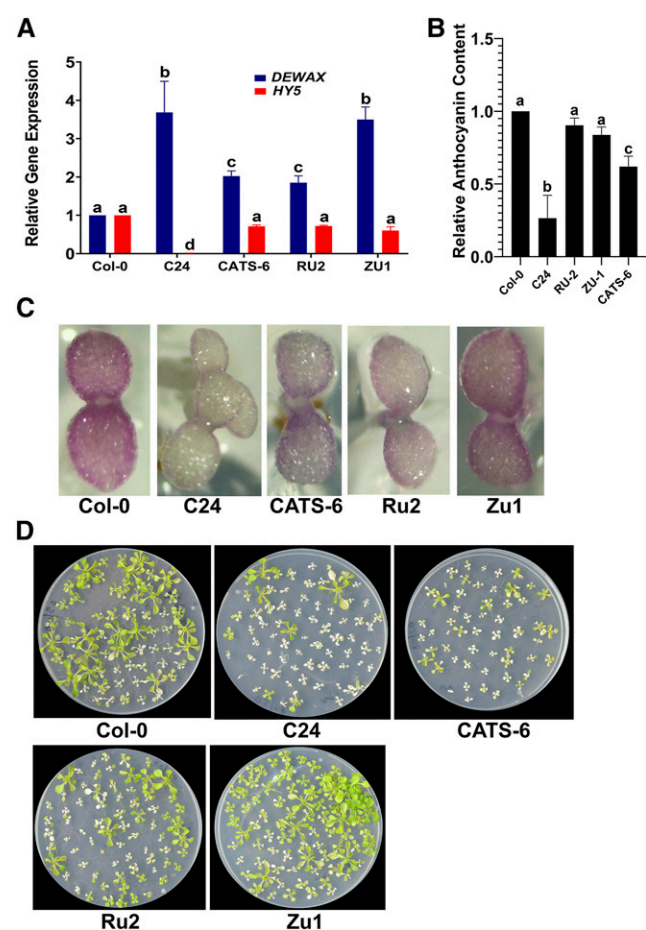 A
Relative Gene Expression
5
4
3
2
1
0
DEWAX
HY5
a a
b
d
c
a
c
a
b
a
Col-0 C24 CATS-6 RU2 ZU1
B
Relative Anthocyanin Content
1.5
1.0
0.5
0.0
a
b
a
a
c
Col-0
C24
RU-2
ZU-1
CATS-6
C
Col-0 C24 CATS-6 Ru2 Zu1
D
Col-0 C24 CATS-6
Ru2 Zu1